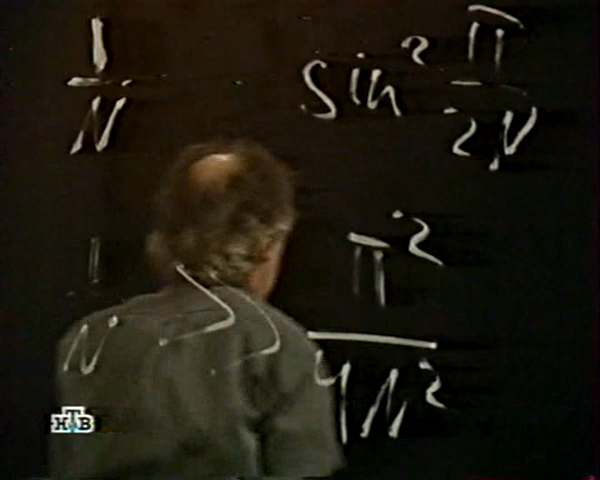 1/N sin² π/2N
1/N >> π²/4N²
НТВ